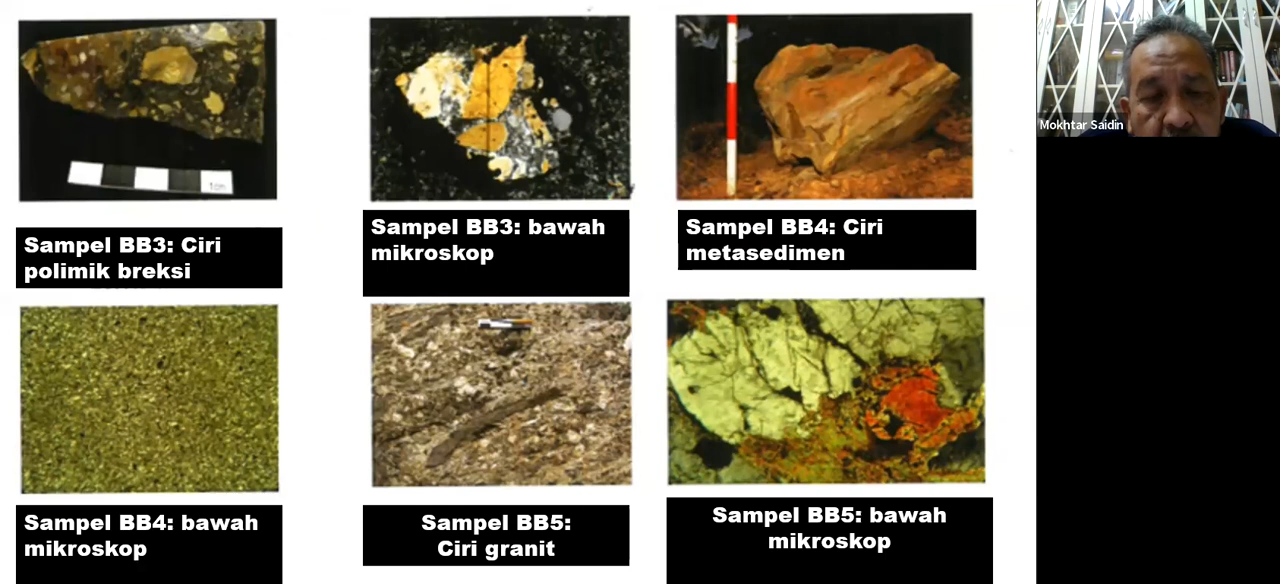 Mokhtar Saidin
Sampel BB3: Ciri
polimik breksi
Sampel BB3: bawah
mikroskop
Sampel BB4: Ciri
metasedimen
Sampel BB4: bawah
mikroskop
Sampel BB5:
Ciri granit
Sampel BB5: bawah
mikroskop